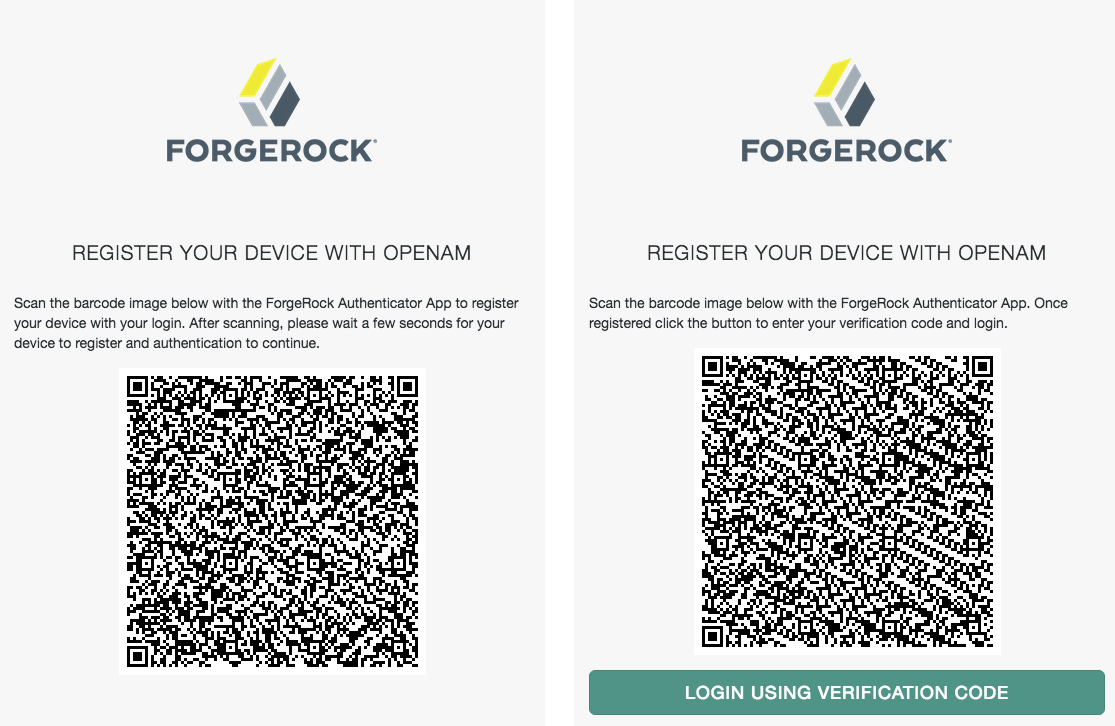 FORGEROCK
REGISTER YOUR DEVICE WITH OPENAM
Scan the barcode image below with the ForgeRock Authenticator App to register
your device with your login. After scanning, please wait a few seconds for your
device to register and authentication to continue.
FORGEROCK
REGISTER YOUR DEVICE WITH OPENAM
Scan the barcode image below with the ForgeRock Authenticator App. Once
registered click the button to enter your verification code and login.
LOGIN USING VERIFICATION CODE